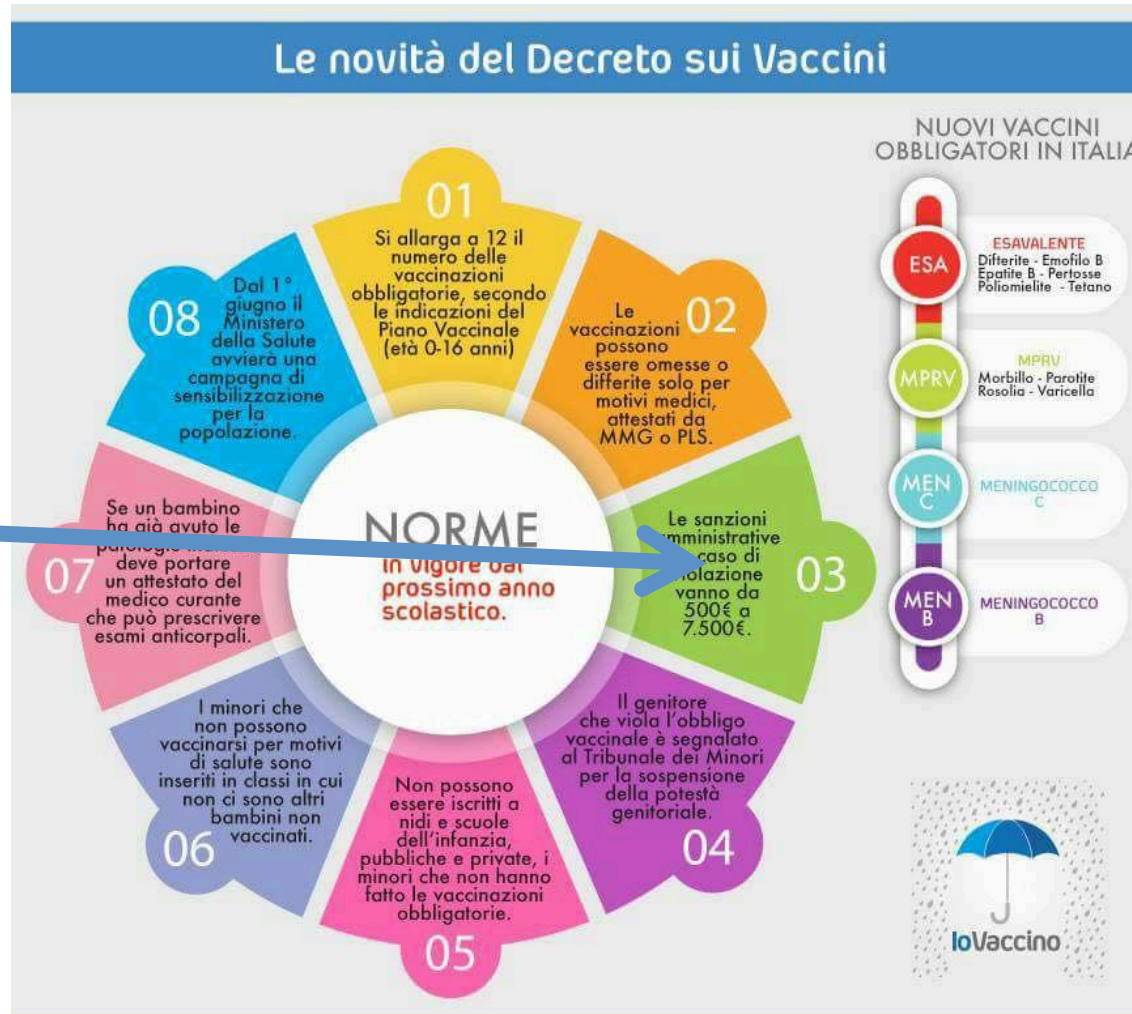 Le novità del Decreto sui Vaccini
01
Si allarga a 12 il
numero delle
vaccinazioni
obbligatorie, secondo
le indicazioni del
Piano Vaccinale
(età 0-16 anni)
02
Le
vaccinazioni
possono
essere omesse o
differite solo per
motivi medici,
attestati da
MMG o PLS.
03
Le sanzioni
amministrative
caso di
violazione
vanno da
500€ a
7.500€.
04
Il genitore
che viola l'obbligo
vaccinale è segnalato
al Tribunale dei Minori
per la sospensione
della potestà
genitoriale.
05
Non possono
essere iscritti a
nidi e scuole
dell'infanzia,
pubbliche e private, i
minori che non hanno
fatto le vaccinazioni
obbligatorie.
06
I minori che
non possono
vaccinarsi per motivi
di salute sono
inseriti in classi in cui
non ci sono altri
bambini non
vaccinati.
07
Se un bambino
ha già avuto le
patologie
deve portare
un attestato del
medico curante
che può prescrivere
esami anticorpali.
08
Dal 1°
giugno il
Ministero
della Salute
avvierà una
campagna di
sensibilizzazione
per la
popolazione.
NORME
in vigore dal
prossimo anno
scolastico.
NUOVI VACCINI
OBBLIGATORI IN ITALIA
ESA
ESAVALENTE
Difterite - Emofilo B
Epatite B - Pertosse
Poliomielite - Tetano
MPRV
MPRV
Morbillo - Parotite
Rosolia - Varicella
MEN
C
MENINGOCOCCO
C
MEN
B
MENINGOCOCCO
B
IoVaccino